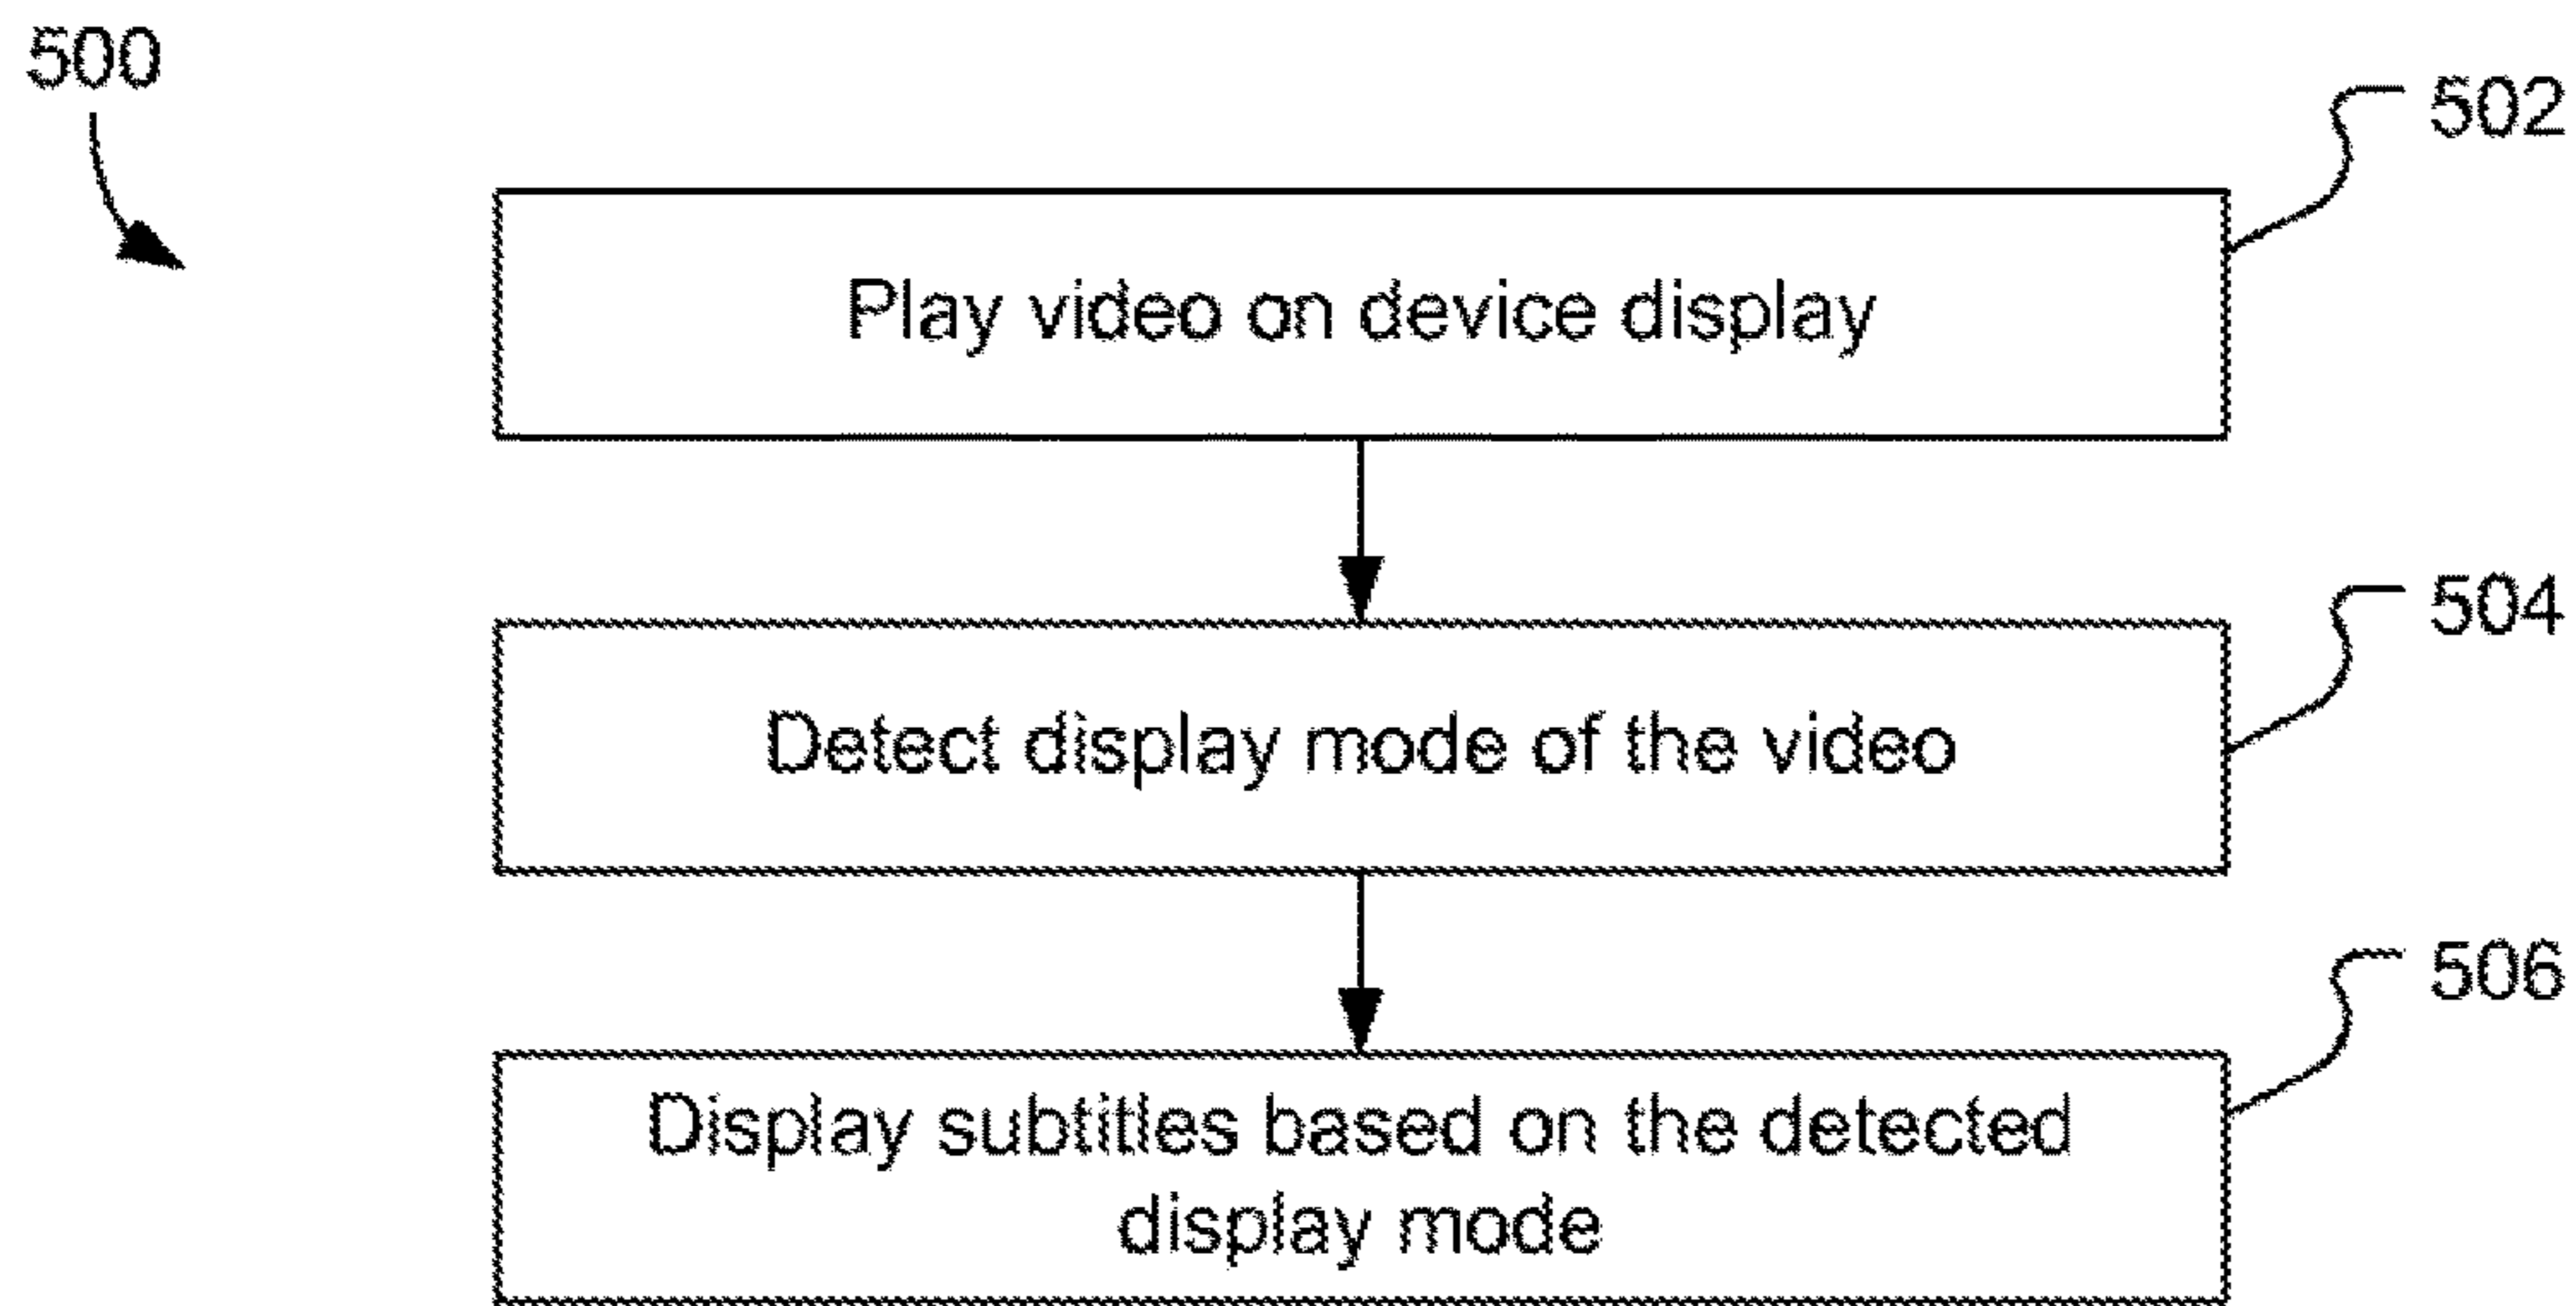 500
502
Play video on device display
504
Detect display mode of the video
506
Display subtitles based on the detected
display mode